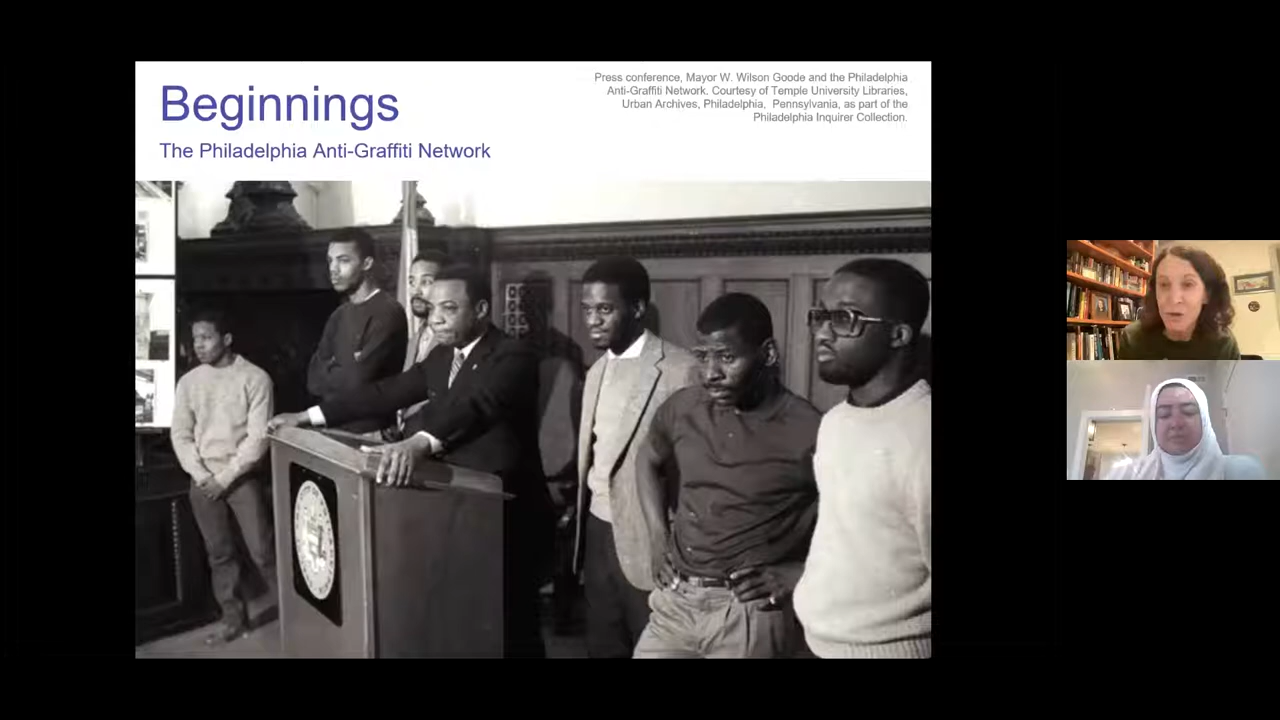 Beginnings
The Philadelphia Anti-Graffiti Network
Press conference, Mayor W. Wilson Goode and the Philadelphia
Anti-Graffiti Network. Courtesy of Temple University Libraries,
Urban Archives, Philadelphia, Pennsylvania, as part of the
Philadelphia Inquirer Collection.